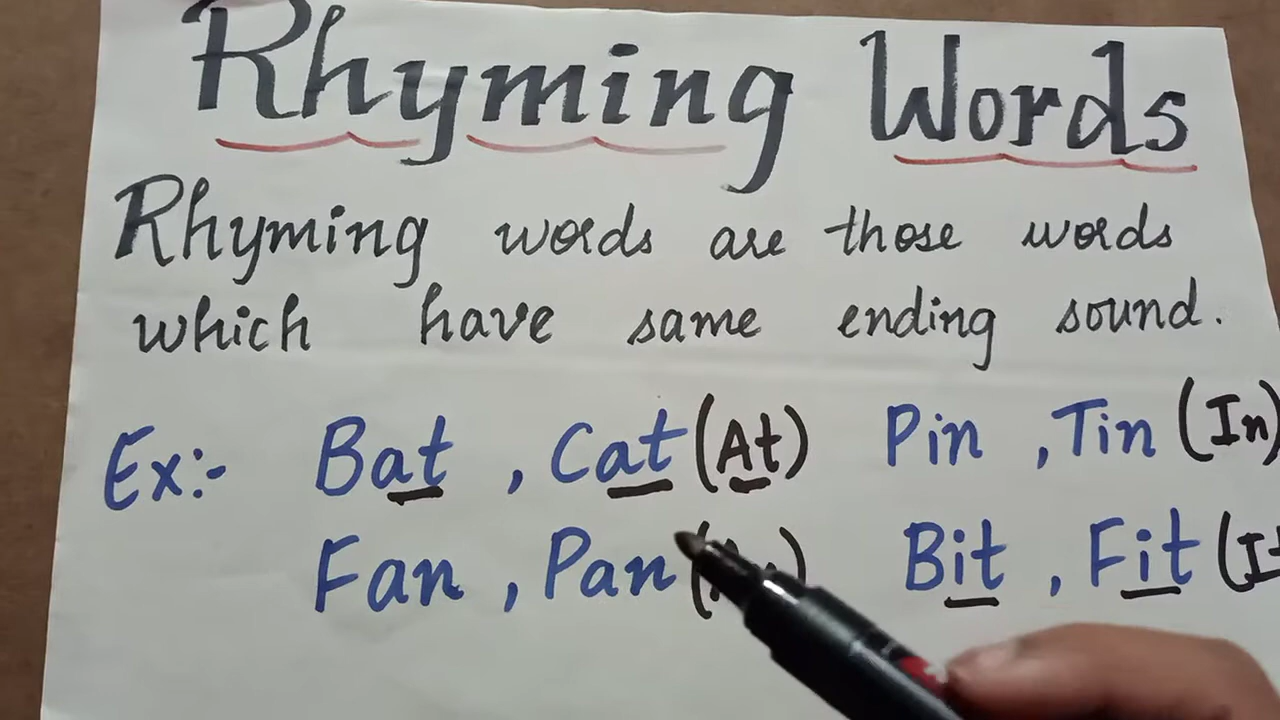 Rhyming Words
Rhyming words are those words
which have same ending sound.
Ex:- Bat , Cat (At) Pin , Tin (In)
Fan , Pan ( ) Bit , Fit (It